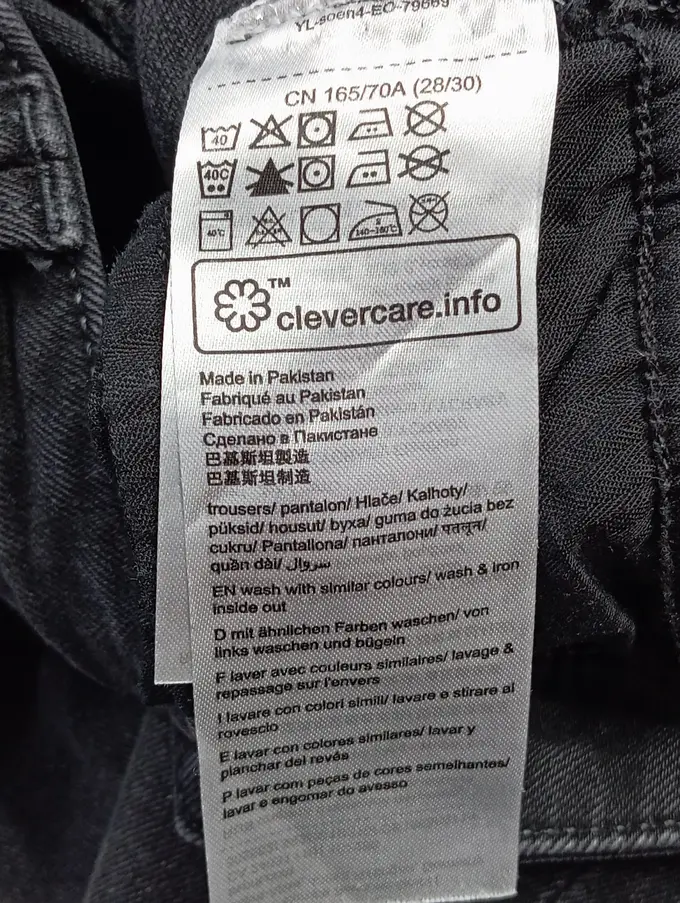 CN 165/70A (28/30)
40
40C
40°C
TM
clevercare.info
Made in Pakistan
Fabriqué au Pakistan
Fabricado en Pakistán
Сделано в Пакистане
巴基斯坦製造
巴基斯坦制造
trousers/ pantalon/ Hlače/ Kalhoty/
püksid/ housut/ byxa/ guma do żucia bez
cukru/ Pantallona/ панталони/ पतलून/
quần dài/ سروال/
EN wash with similar colours/ wash & iron
inside out
D mit ähnlichen Farben waschen/ von
links waschen und bügeln
F laver avec couleurs similaires/ lavage &
repassage sur l'envers
I lavare con colori simili/ lavare e stirare al
rovescio
E lavar con colores similares/ lavar y
planchar del revés
P lavar com peças de cores semelhantes/
lavar e engomar do avesso